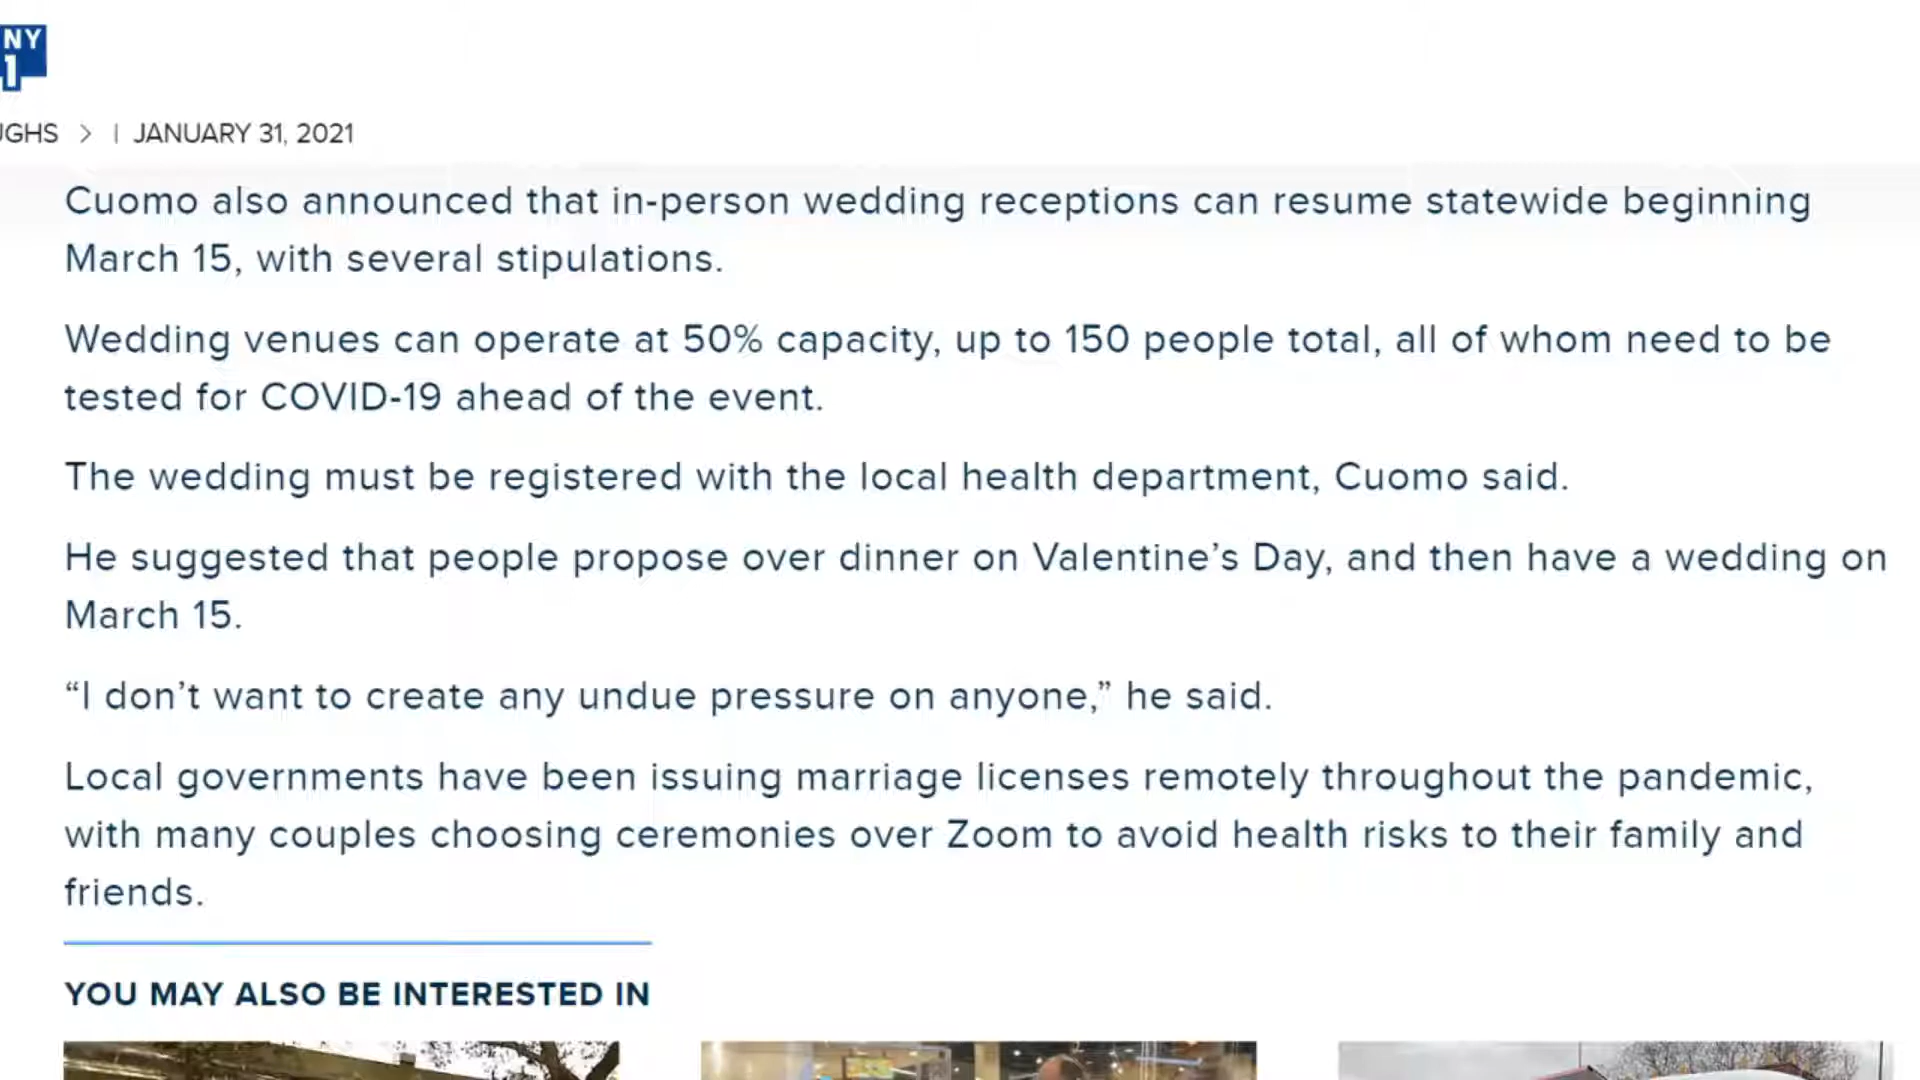 NY
1
UGHS > | JANUARY 31, 2021
Cuomo also announced that in-person wedding receptions can resume statewide beginning
March 15, with several stipulations.
Wedding venues can operate at 50% capacity, up to 150 people total, all of whom need to be
tested for COVID-19 ahead of the event.
The wedding must be registered with the local health department, Cuomo said.
He suggested that people propose over dinner on Valentine’s Day, and then have a wedding on
March 15.
“I don’t want to create any undue pressure on anyone,” he said.
Local governments have been issuing marriage licenses remotely throughout the pandemic,
with many couples choosing ceremonies over Zoom to avoid health risks to their family and
friends.
YOU MAY ALSO BE INTERESTED IN